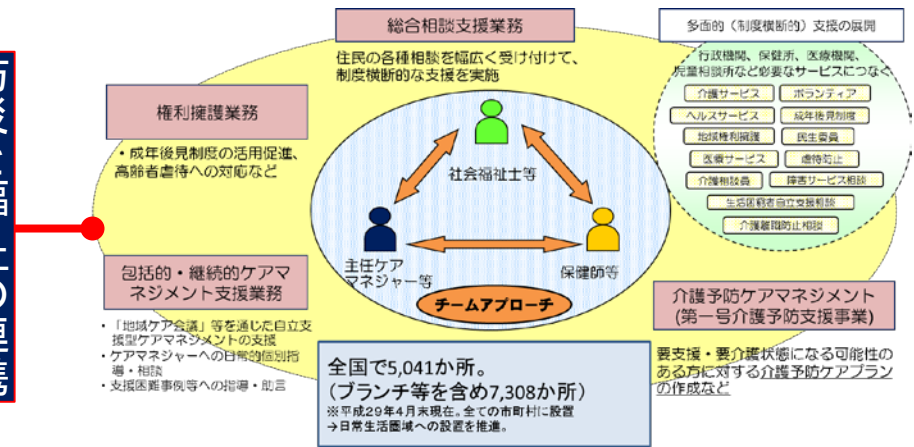 防災と福祉の連携
総合相談支援業務
住民の各種相談を幅広く受け付けて、
制度横断的な支援を実施
多面的（制度横断的）支援の展開
行政機関、保健所、医療機関、
児童相談所など必要なサービスにつなぐ
介護サービス
ボランティア
ヘルスサービス
成年後見制度
地域権利擁護
民生委員
医療サービス
虐待防止
介護相談員
障害サービス相談
生活困窮者自立支援相談
介護離職防止相談
権利擁護業務
・成年後見制度の活用促進、
高齢者虐待への対応など
社会福祉士等
主任ケア
マネジャー等
保健師等
チームアプローチ
包括的・継続的ケアマ
ネジメント支援業務
・「地域ケア会議」等を通じた自立支
援型ケアマネジメントの支援
・ケアマネジャーへの日常的個別指
導・相談
・支援困難事例等への指導・助言
全国で5,041か所。
（ブランチ等を含め7,308か所）
※平成29年4月末現在。全ての市町村に設置
→日常生活圏域への設置を推進。
介護予防ケアマネジメント
(第一号介護予防支援事業)
要支援・要介護状態になる可能性の
ある方に対する介護予防ケアプラン
の作成など